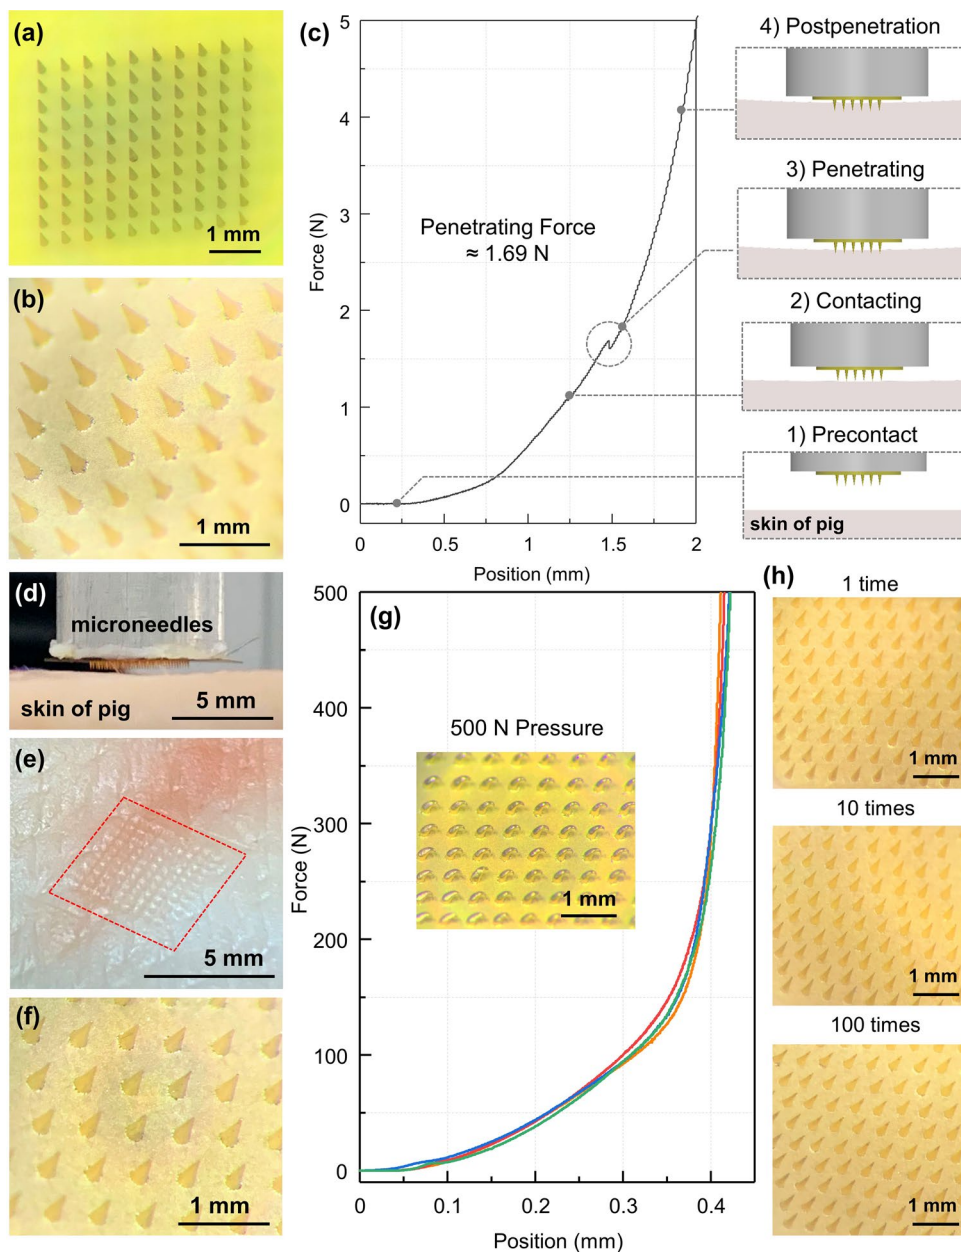 (a)
1 mm
(b)
1 mm
(c)
Force (N)
5
4
3
2
1
0
Penetrating Force
≈ 1.69 N
0
0.5
1
1.5
2
Position (mm)
4) Postpenetration
3) Penetrating
2) Contacting
1) Precontact
skin of pig
(d)
microneedles
skin of pig
5 mm
(e)
5 mm
(f)
1 mm
(g)
Force (N)
500
400
300
200
100
0
500 N Pressure
1 mm
0
0.1
0.2
0.3
0.4
Position (mm)
(h)
1 time
1 mm
10 times
1 mm
100 times
1 mm